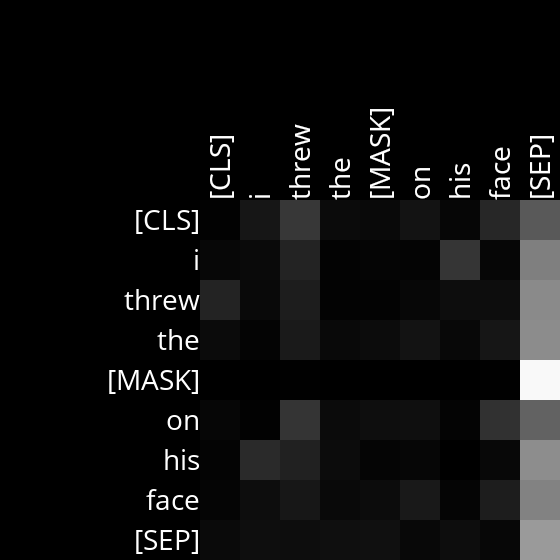 [CLS] i threw the [MASK] on his face [SEP]
[CLS]
i
threw
the
[MASK]
on
his
face
[SEP]